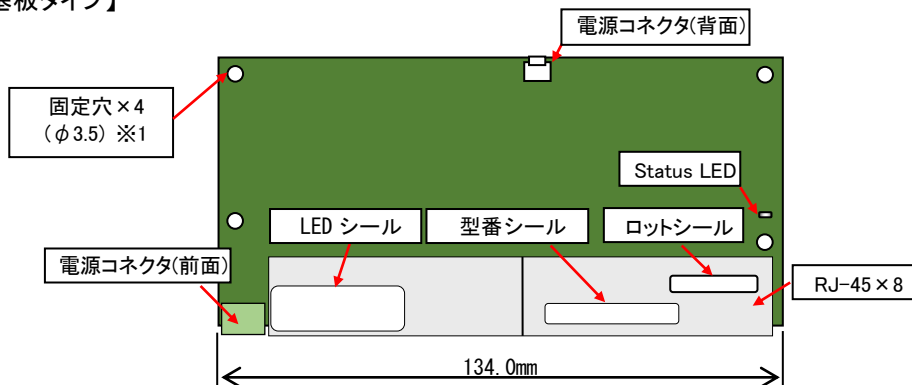 板タイプ】
電源コネクタ(背面)
固定穴×4
(φ3.5) ※1
Status LED
LED シール
型番シール
ロットシール
電源コネクタ(前面)
RJ-45×8
134.0mm